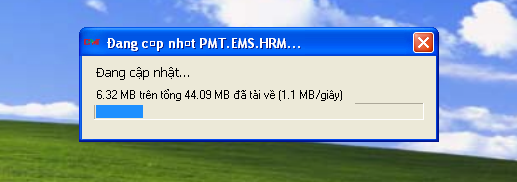 Đang c¤p nh¤t PMT.EMS.HRM...
Đang cập nhật...
6.32 MB trên tổng 44.09 MB đã tải về (1.1 MB/giây)